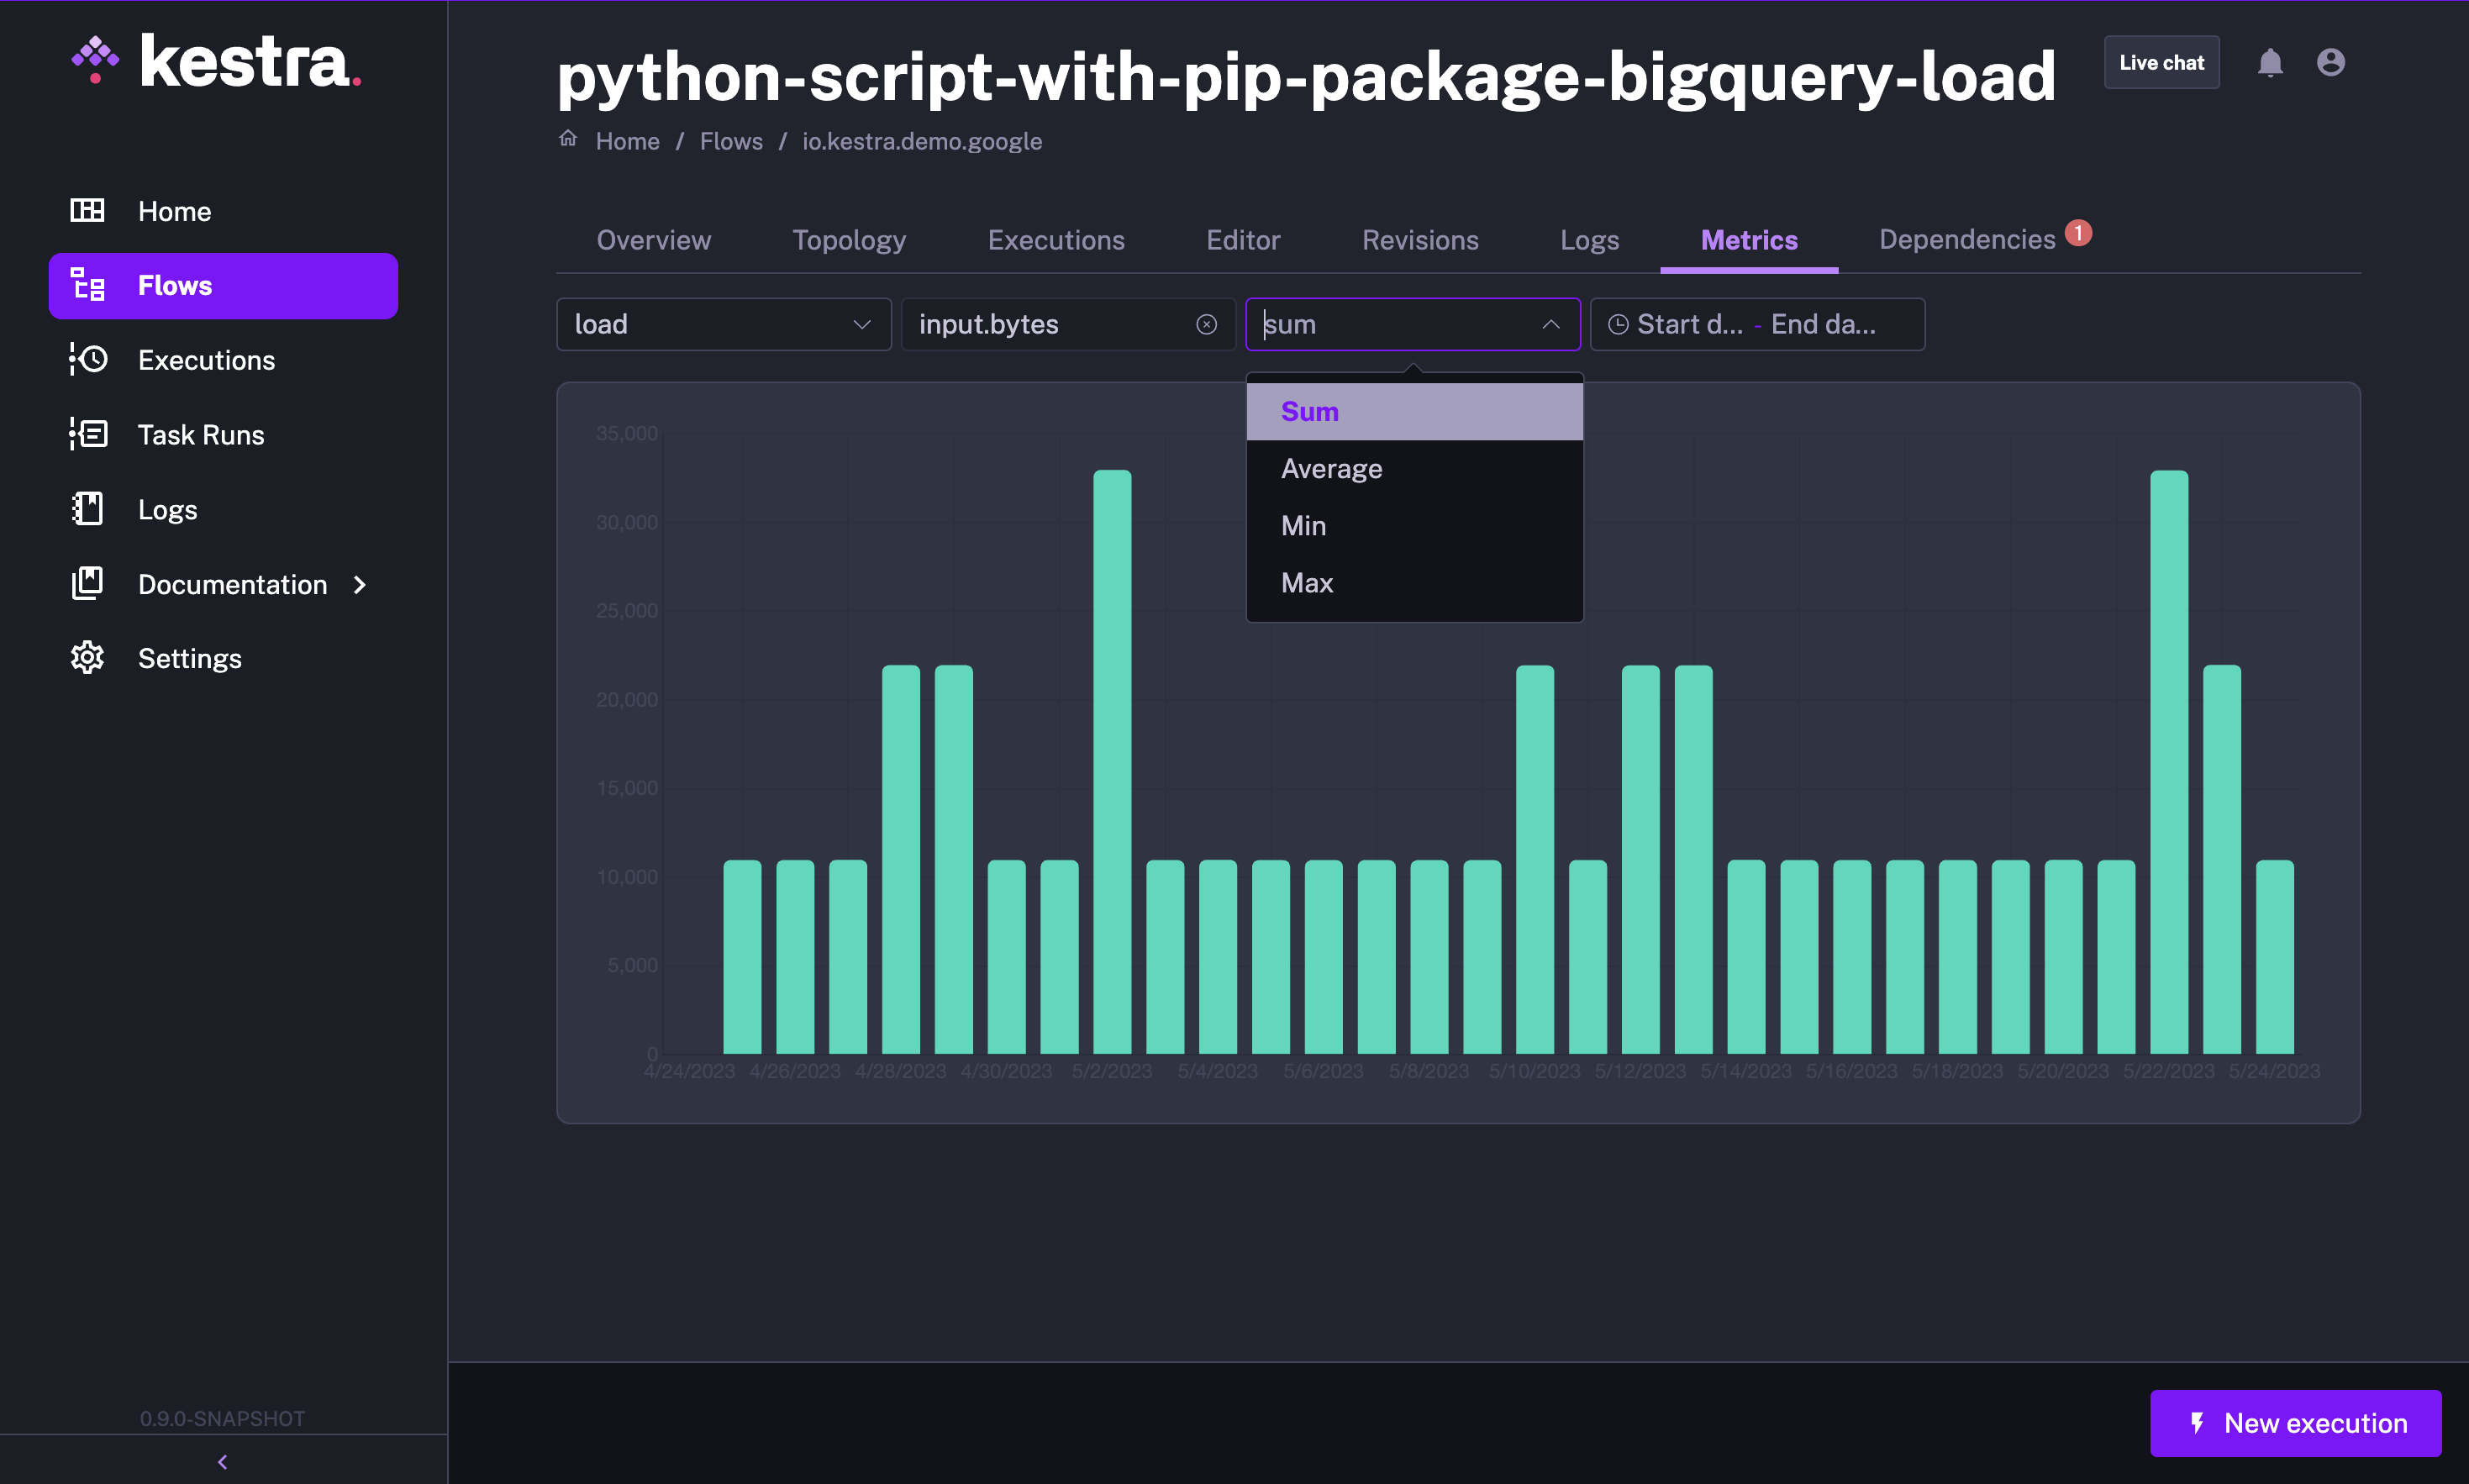 kestra.
Home
Flows
Executions
Task Runs
Logs
Documentation
Settings
0.9.0-SNAPSHOT
python-script-with-pip-package-bigquery-load
Live chat
Home / Flows / io.kestra.demo.google
Overview Topology Executions Editor Revisions Logs Metrics Dependencies 1
load input.bytes sum Start d... - End da...
Sum
Average
Min
Max
35,000
30,000
25,000
20,000
15,000
10,000
5,000
0
4/24/2023 4/26/2023 4/28/2023 4/30/2023 5/2/2023 5/4/2023 5/6/2023 5/8/2023 5/10/2023 5/12/2023 5/14/2023 5/16/2023 5/18/2023 5/20/2023 5/22/2023 5/24/2023
New execution